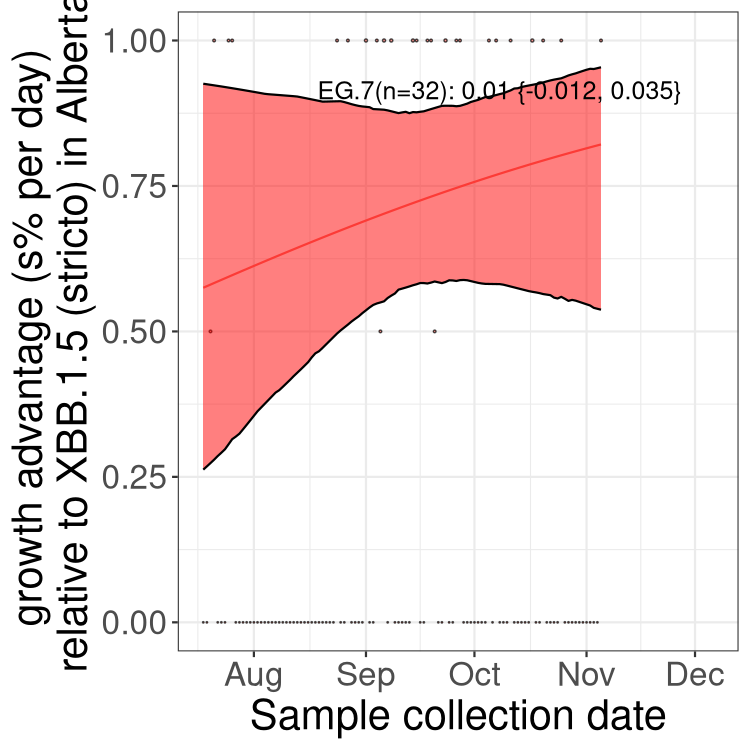 growth advantage (s% per day)
relative to XBB.1.5 (stricto) in Alberta
1.00
0.75
0.50
0.25
0.00
EG.7(n=32): 0.01 {-0.012, 0.035}
Aug Sep Oct Nov Dec
Sample collection date